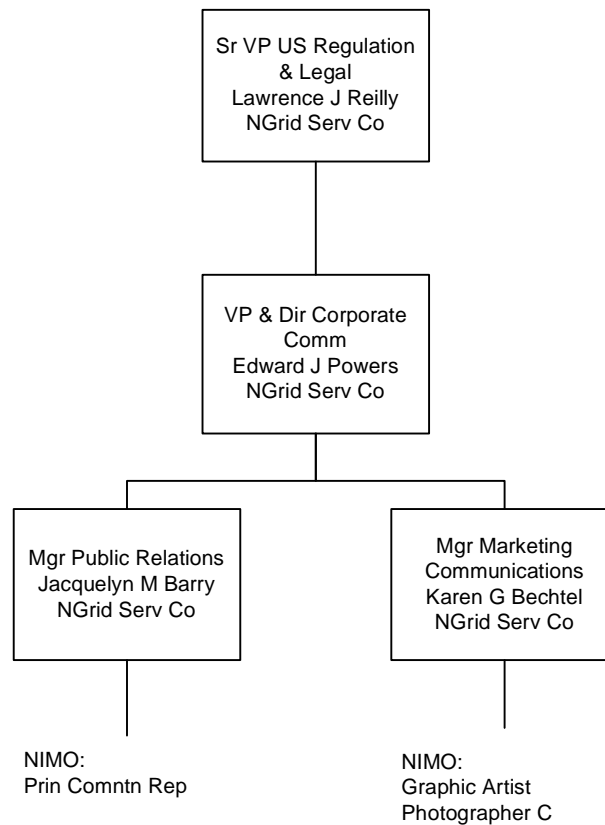 Sr VP US Regulation
& Legal
Lawrence J Reilly
NGrid Serv Co
VP & Dir Corporate
Comm
Edward J Powers
NGrid Serv Co
Mgr Public Relations
Jacquelyn M Barry
NGrid Serv Co
Mgr Marketing
Communications
Karen G Bechtel
NGrid Serv Co
NIMO:
Prin Comntn Rep
NIMO:
Graphic Artist
Photographer C